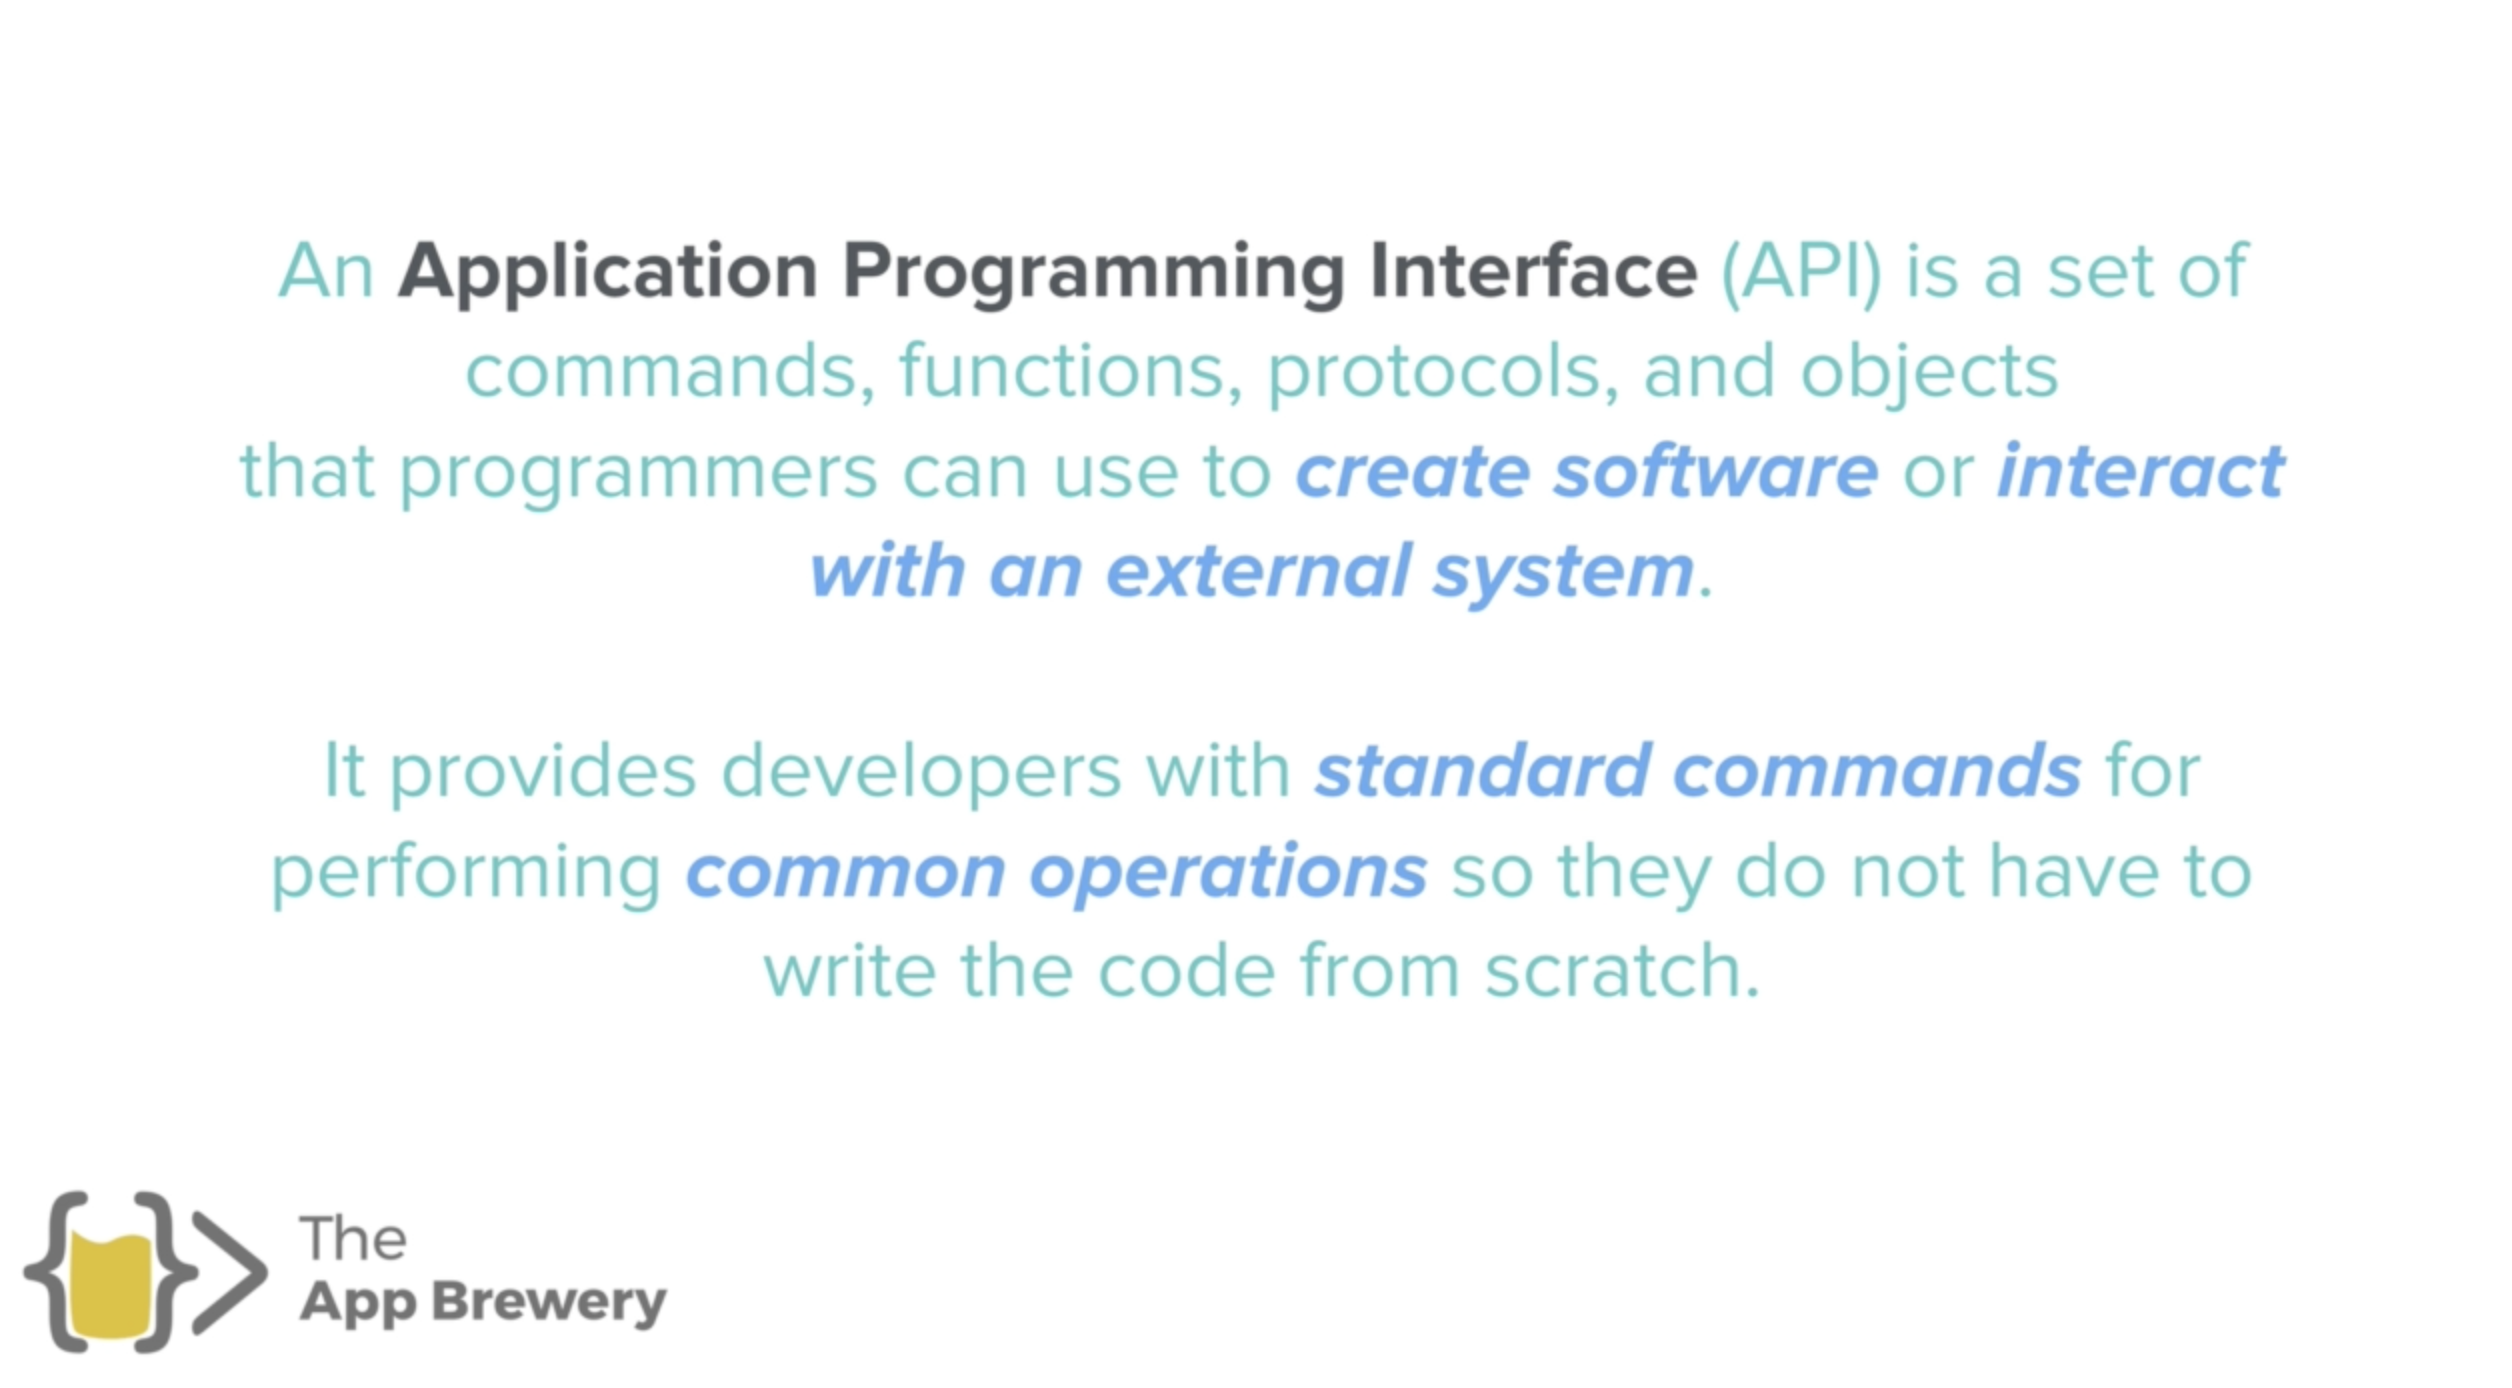 An Application Programming Interface (API) is a set of
commands, functions, protocols, and objects
that programmers can use to create software or interact
with an external system.
It provides developers with standard commands for
performing common operations so they do not have to
write the code from scratch.
The
App Brewery